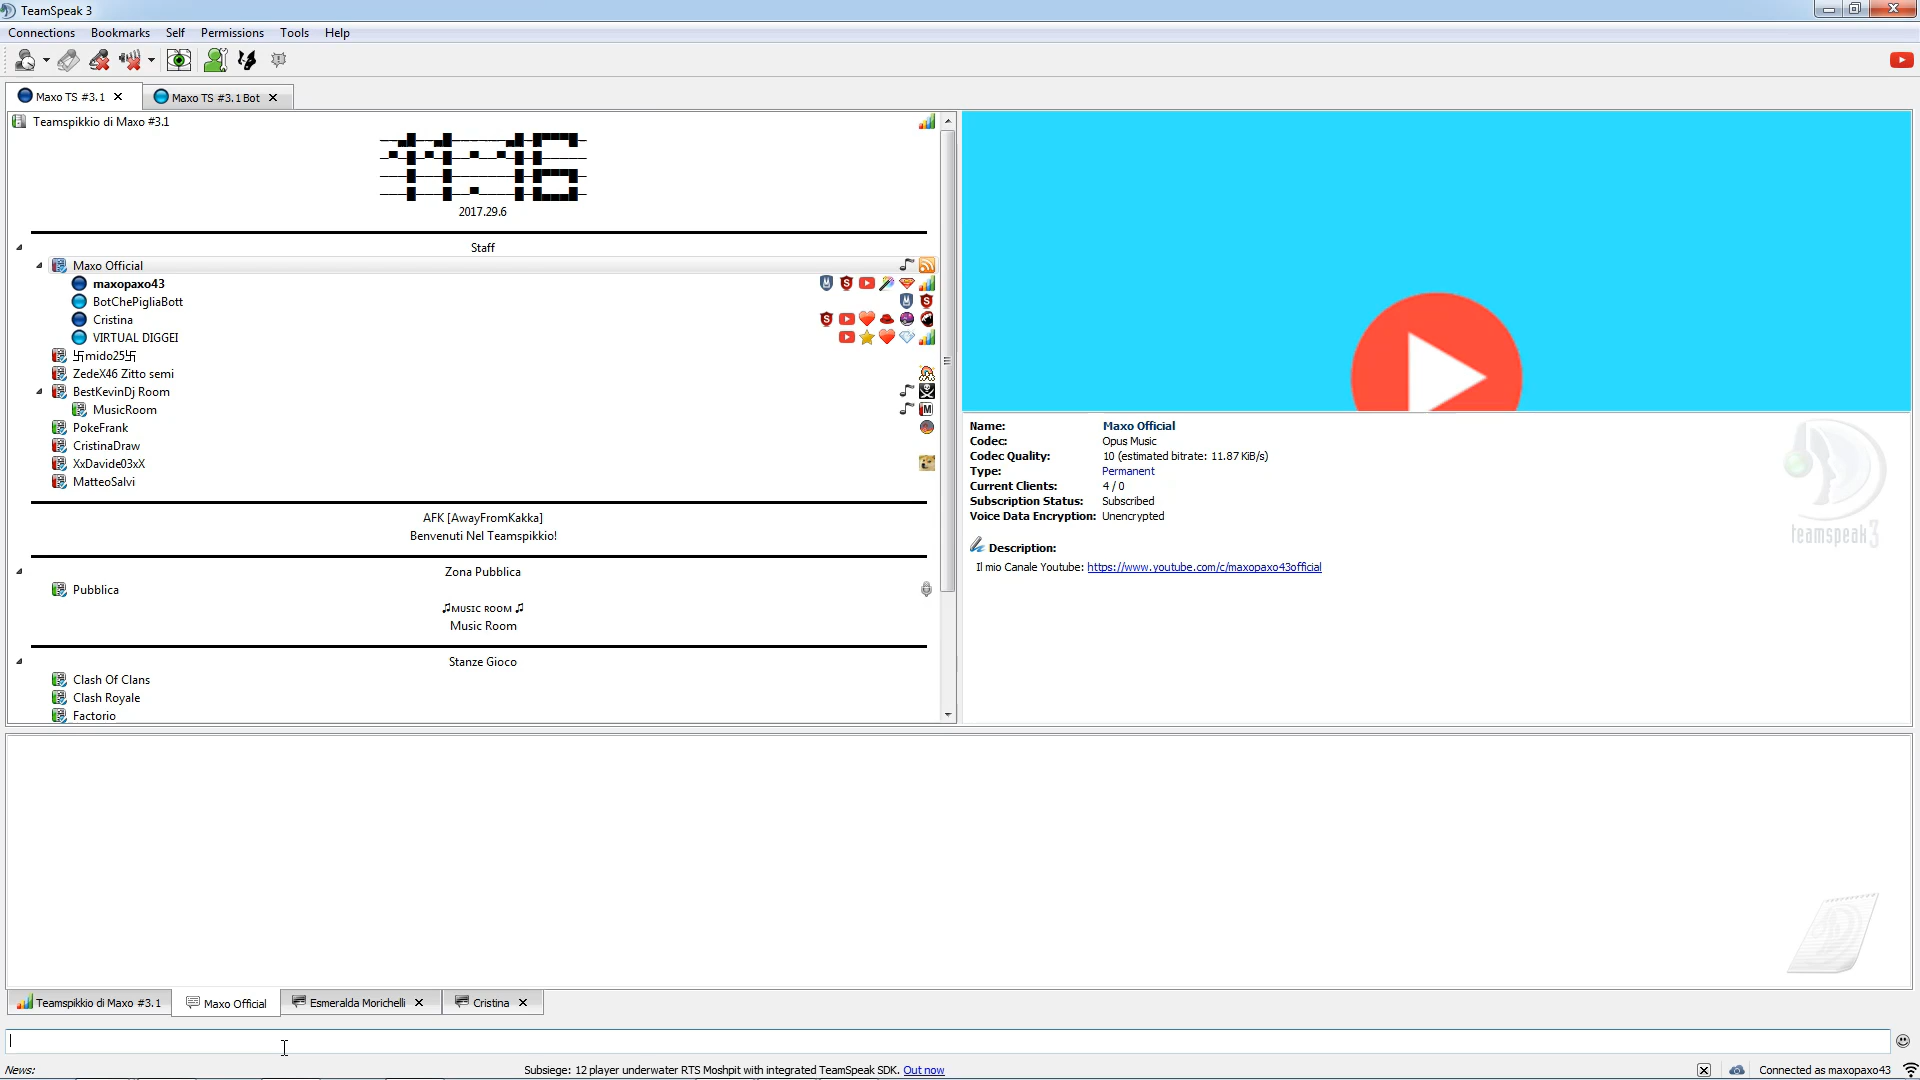 TeamSpeak 3
Connections Bookmarks Self Permissions Tools Help
Maxo TS #3.1
Maxo TS #3.1 Bot
Teamspikkio di Maxo #3.1
2017.29.6
Staff
Maxo Official
maxopaxo43
BotChePigliaBott
Cristina
VIRTUAL DIGGEI
卐mido25卐
ZedeX46 Zitto semi
BestKevinDj Room
MusicRoom
PokeFrank
CristinaDraw
XxDavide03xX
MatteoSalvi
AFK [AwayFromKakka]
Benvenuti Nel Teamspikkio!
Zona Pubblica
Pubblica
♫MUSIC ROOM ♫
Music Room
Stanze Gioco
Clash Of Clans
Clash Royale
Factorio
Name: Maxo Official
Codec: Opus Music
Codec Quality: 10 (estimated bitrate: 11.87 KiB/s)
Type: Permanent
Current Clients: 4 / 0
Subscription Status: Subscribed
Voice Data Encryption: Unencrypted
Description:
Il mio Canale Youtube: https://www.youtube.com/c/maxopaxo43official
teamspeak3
Teamspikkio di Maxo #3.1
Maxo Official
Esmeralda Morichelli
Cristina
News: Subsiege: 12 player underwater RTS Moshpit with integrated TeamSpeak SDK. Out now
Connected as maxopaxo43